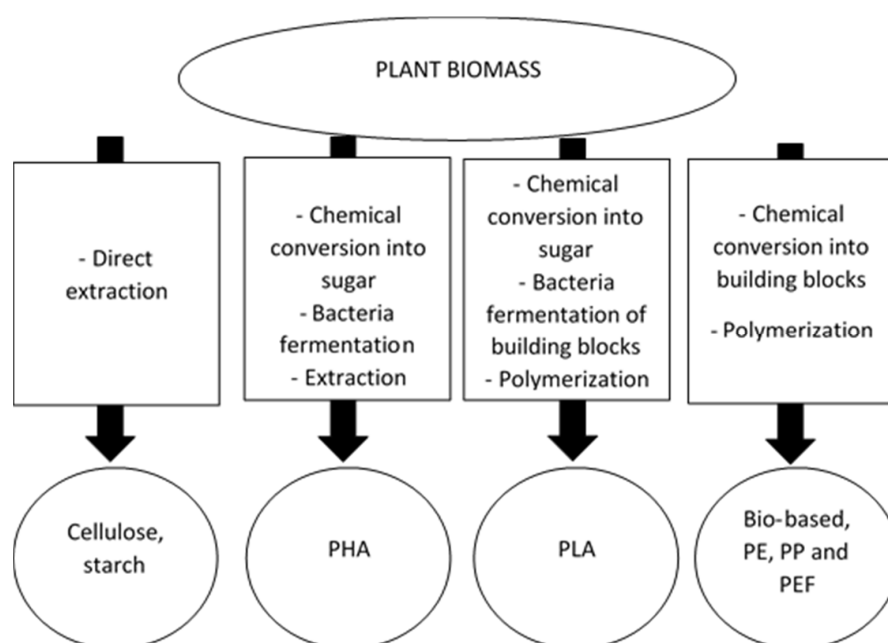 PLANT BIOMASS
- Direct
extraction
- Chemical
conversion into
sugar
- Bacteria
fermentation
- Extraction
- Chemical
conversion into
sugar
- Bacteria
fermentation of
building blocks
- Polymerization
- Chemical
conversion into
building blocks
- Polymerization
Cellulose,
starch
PHA
PLA
Bio-based,
PE, PP and
PEF